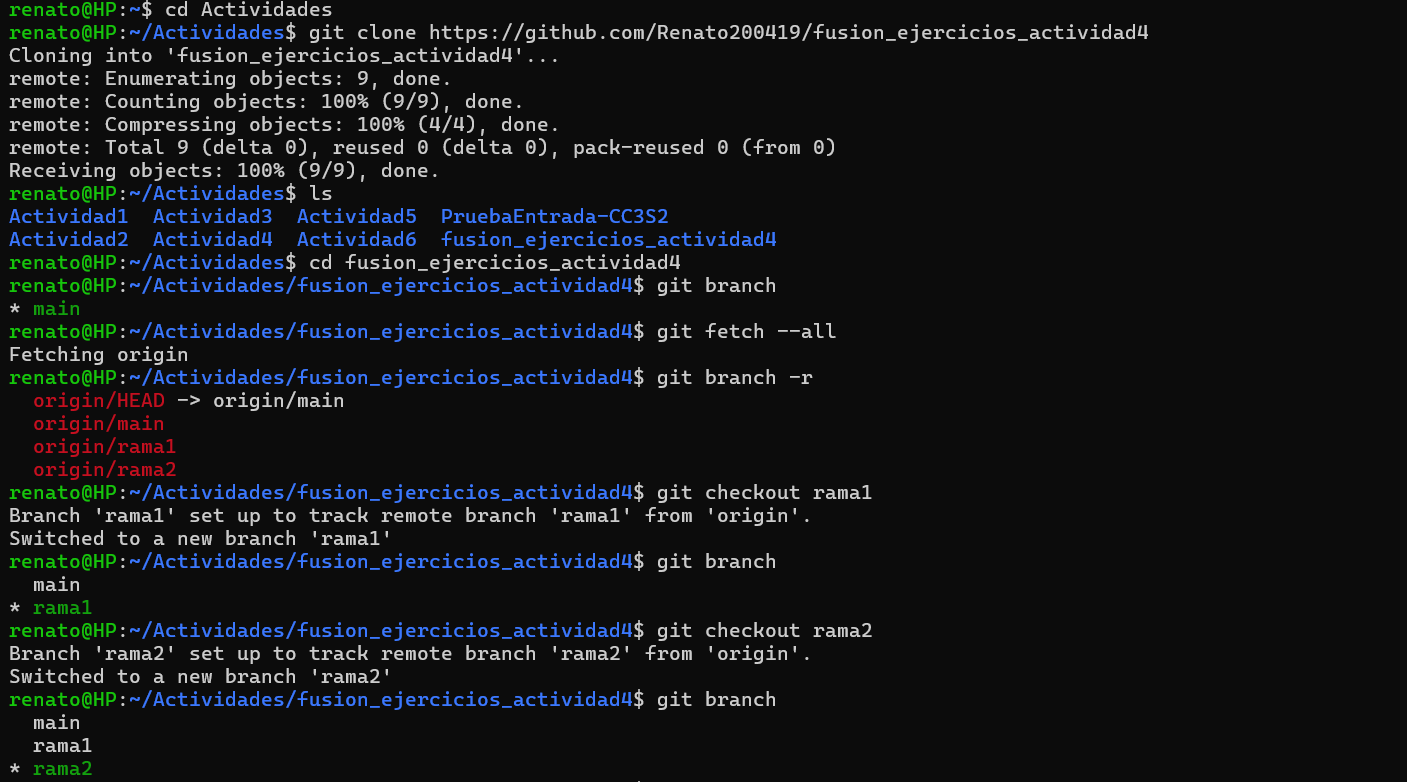 renato@HP:~$ cd Actividades
renato@HP:~/Actividades$ git clone https://github.com/Renato200419/fusion_ejercicios_actividad4
Cloning into 'fusion_ejercicios_actividad4'...
remote: Enumerating objects: 9, done.
remote: Counting objects: 100% (9/9), done.
remote: Compressing objects: 100% (4/4), done.
remote: Total 9 (delta 0), reused 0 (delta 0), pack-reused 0 (from 0)
Receiving objects: 100% (9/9), done.
renato@HP:~/Actividades$ ls
Actividad1  Actividad3  Actividad5  PruebaEntrada-CC3S2
Actividad2  Actividad4  Actividad6  fusion_ejercicios_actividad4
renato@HP:~/Actividades$ cd fusion_ejercicios_actividad4
renato@HP:~/Actividades/fusion_ejercicios_actividad4$ git branch
* main
renato@HP:~/Actividades/fusion_ejercicios_actividad4$ git fetch --all
Fetching origin
renato@HP:~/Actividades/fusion_ejercicios_actividad4$ git branch -r
  origin/HEAD -> origin/main
  origin/main
  origin/rama1
  origin/rama2
renato@HP:~/Actividades/fusion_ejercicios_actividad4$ git checkout rama1
Branch 'rama1' set up to track remote branch 'rama1' from 'origin'.
Switched to a new branch 'rama1'
renato@HP:~/Actividades/fusion_ejercicios_actividad4$ git branch
  main
* rama1
renato@HP:~/Actividades/fusion_ejercicios_actividad4$ git checkout rama2
Branch 'rama2' set up to track remote branch 'rama2' from 'origin'.
Switched to a new branch 'rama2'
renato@HP:~/Actividades/fusion_ejercicios_actividad4$ git branch
  main
  rama1
* rama2